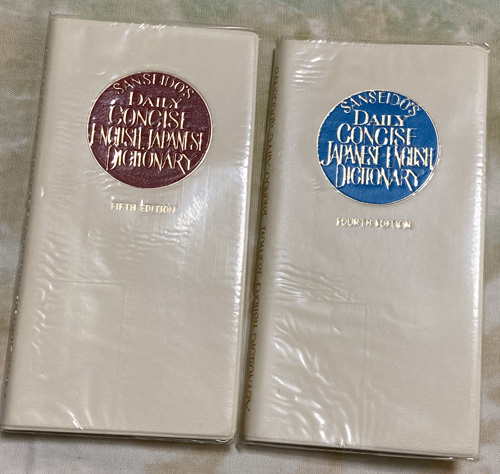 SANSEIDO'S
DAILY
CONCISE
ENGLISH, JAPANESE
DICTIONARY
FIFTH EDITION
SANSEIDO'S
DAILY
CONCISE
JAPANESE ENGLISH
DICTIONARY
FOURTH EDITION